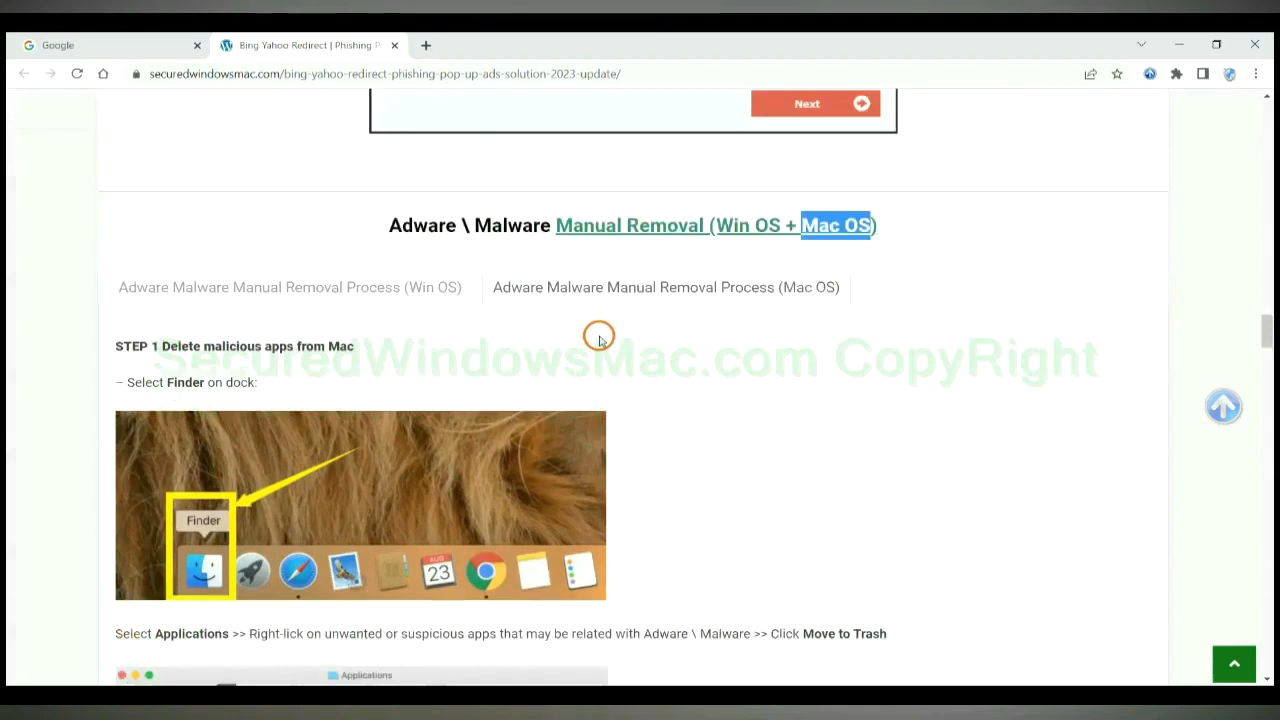 Google
Bing Yahoo Redirect | Phishing P
securedwindowsmac.com/bing-yahoo-redirect-phishing-pop-up-ads-solution-2023-update/
Next
Adware \ Malware Manual Removal (Win OS + Mac OS)
Adware Malware Manual Removal Process (Win OS)
Adware Malware Manual Removal Process (Mac OS)
STEP 1 Delete malicious apps from Mac
SecuredWindowsMac.com CopyRight
– Select Finder on dock:
Finder
AUG
23
Select Applications >> Right-lick on unwanted or suspicious apps that may be related with Adware \ Malware >> Click Move to Trash
Applications